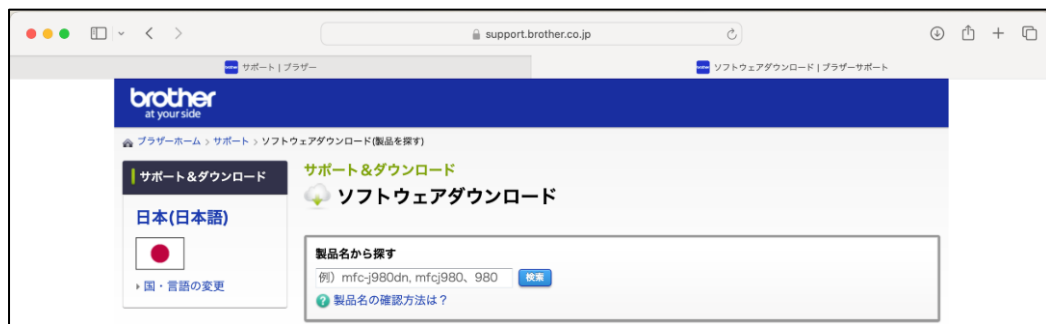 support.brother.co.jp
サポート | ブラザー
ソフトウェアダウンロード | ブラザーサポート
brother
at your side
ブラザーホーム > サポート > ソフトウェアダウンロード(製品を探す)
サポート&ダウンロード
日本(日本語)
国・言語の変更
サポート&ダウンロード
ソフトウェアダウンロード
製品名から探す
例）mfc-j980dn, mfcj980、980 検索
? 製品名の確認方法は？